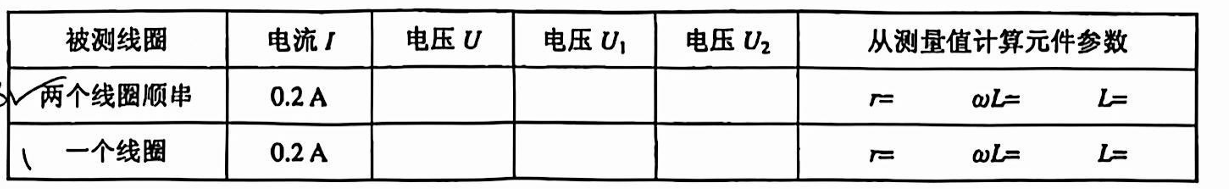 被测线圈 电流 I 电压 U 电压 U₁ 电压 U₂ 从测量值计算元件参数
两个线圈顺串 0.2 A r= ωL= L=
一个线圈 0.2 A r= ωL= L=